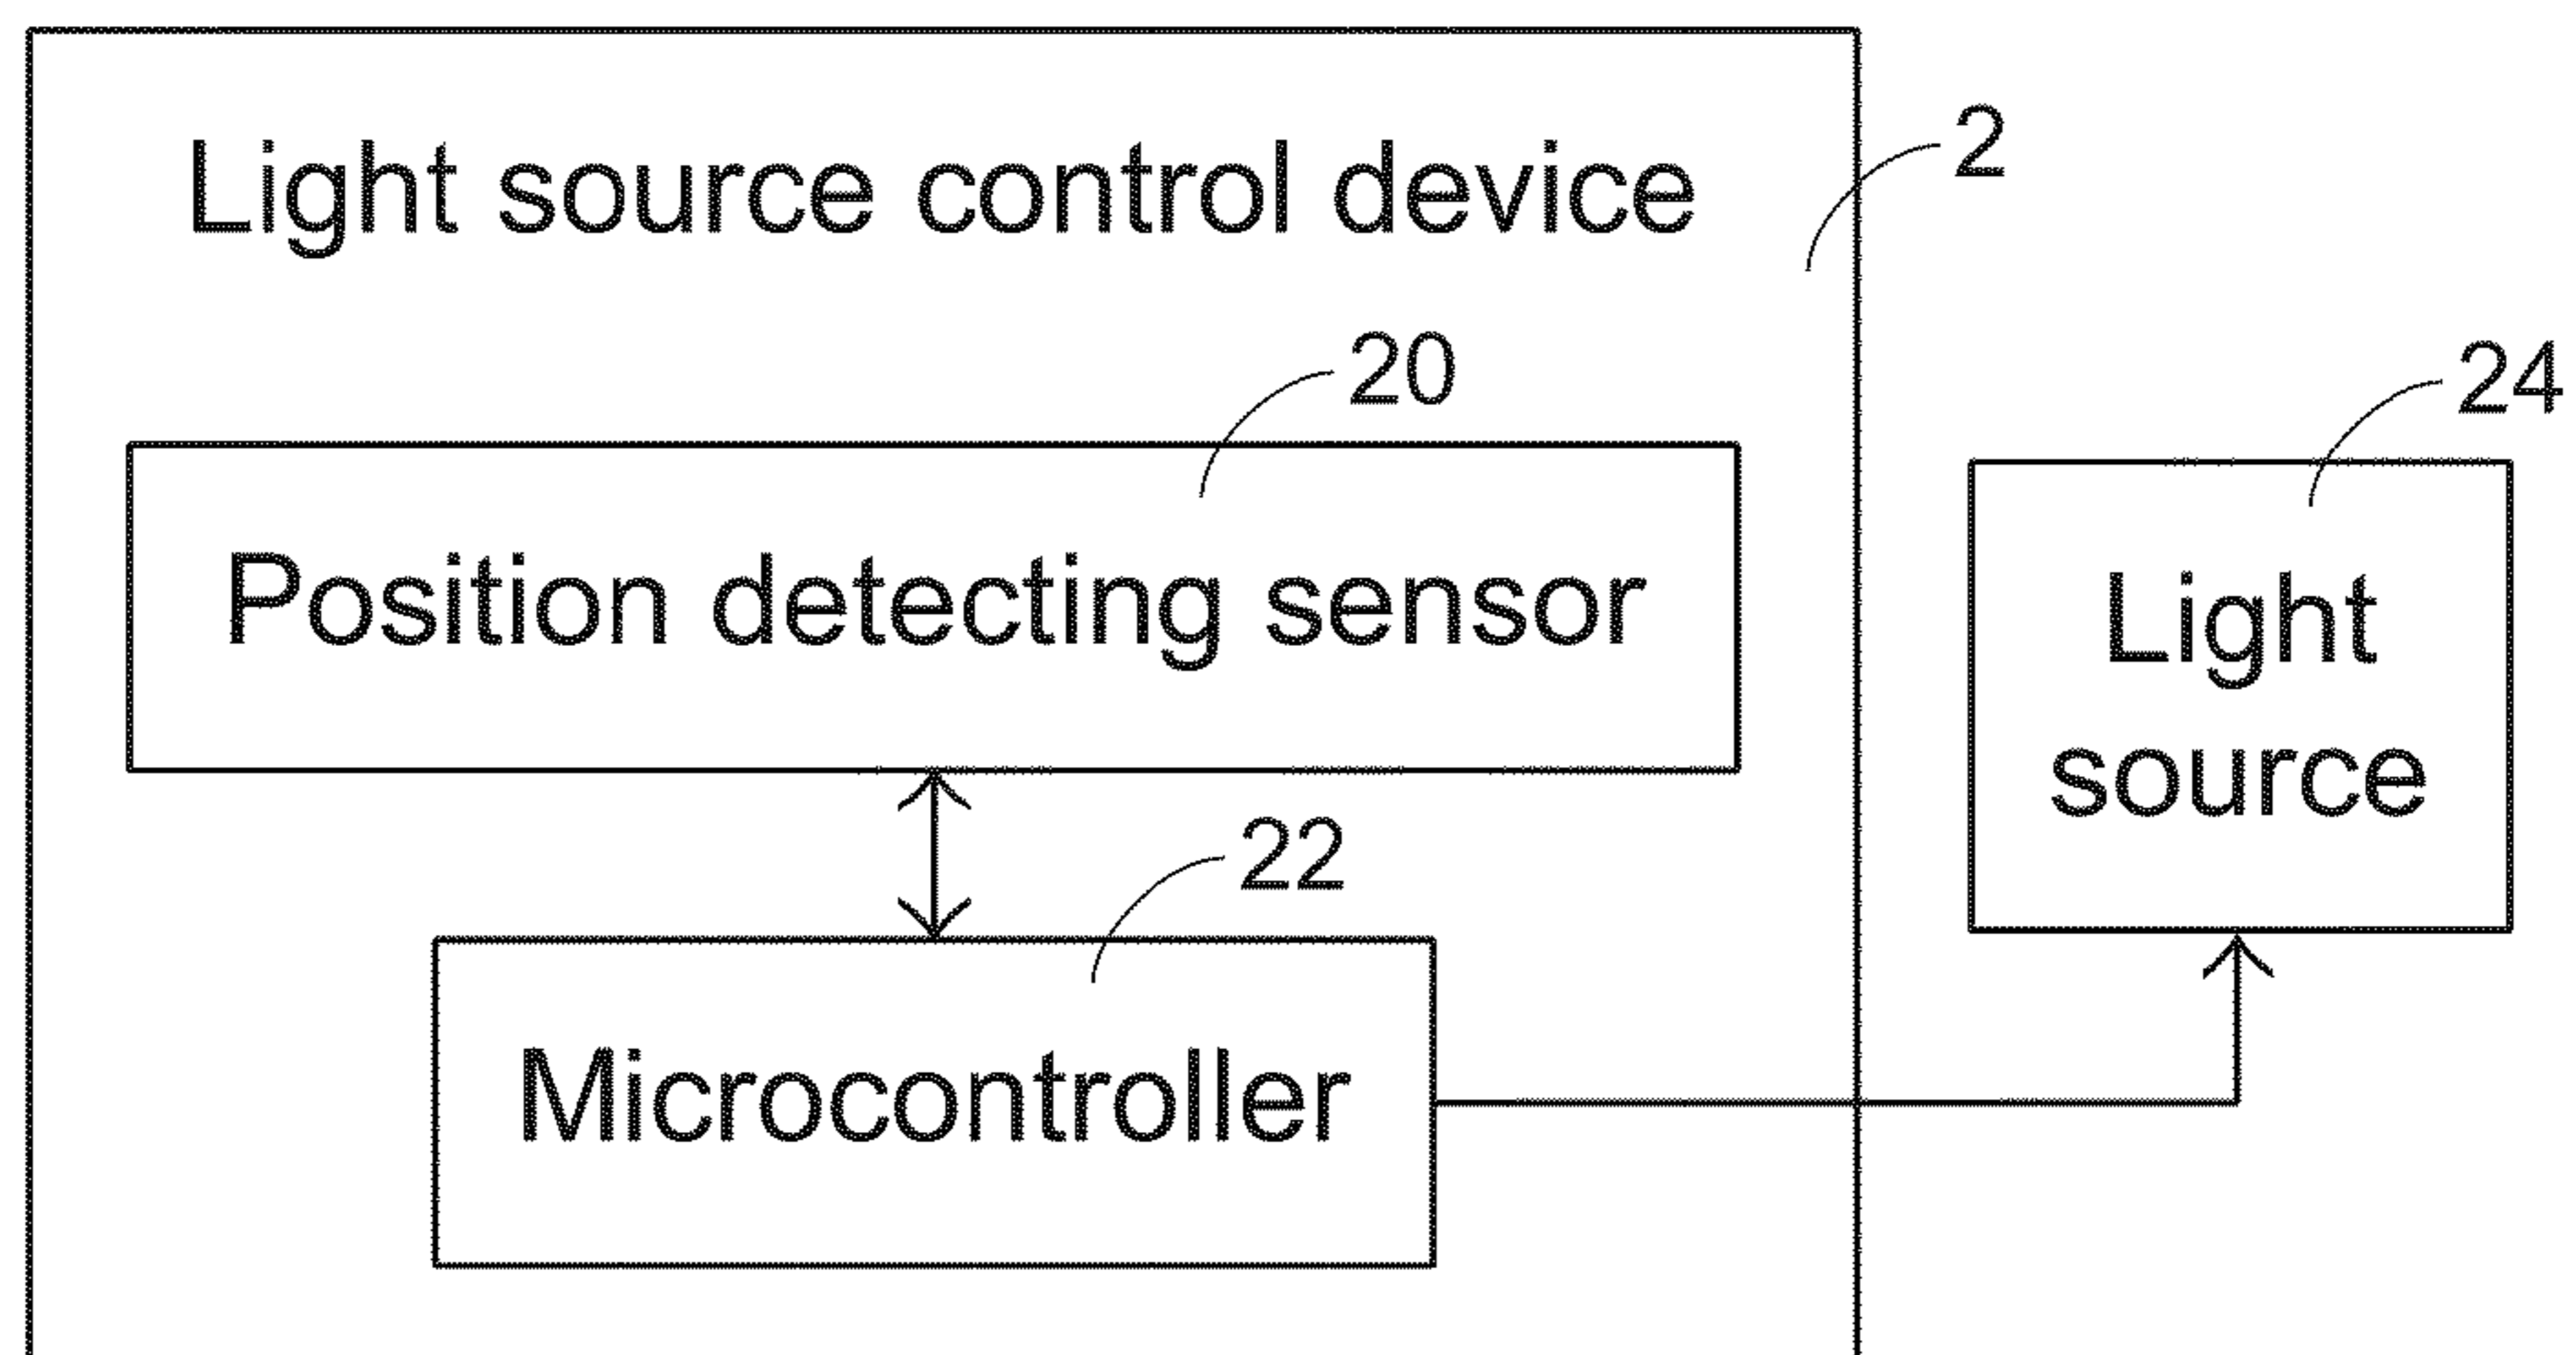 Light source control device
2
20
Position detecting sensor
24
Light
source
22
Microcontroller